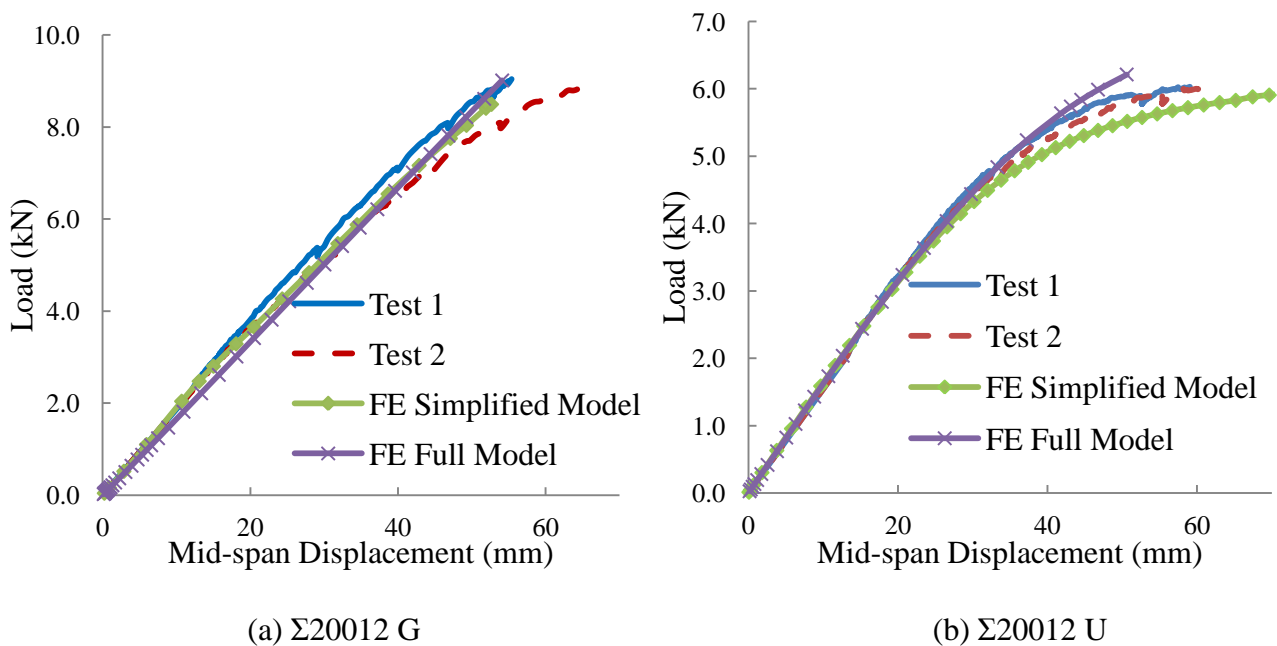 10.0
8.0
6.0
4.0
2.0
0.0
0
20
40
60
Load (kN)
Mid-span Displacement (mm)
Test 1
Test 2
FE Simplified Model
FE Full Model
(a) Σ20012 G
7.0
6.0
5.0
4.0
3.0
2.0
1.0
0.0
0
20
40
60
Load (kN)
Mid-span Displacement (mm)
Test 1
Test 2
FE Simplified Model
FE Full Model
(b) Σ20012 U